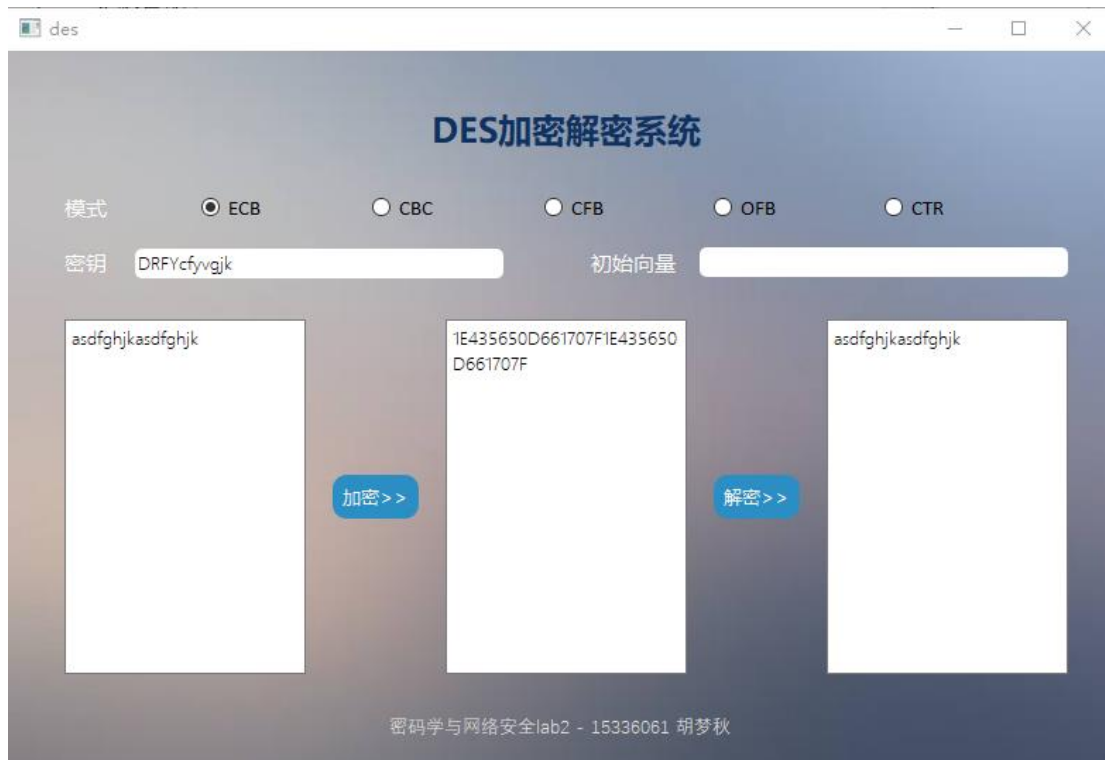 des
DES加密解密系统
模式 ECB CBC CFB OFB CTR
密钥 DRFYcfyvgjk 初始向量
asdfghjkasdfghjk
1E435650D661707F1E435650
D661707F
asdfghjkasdfghjk
加密>>
解密>>
密码学与网络安全lab2 - 15336061 胡梦秋